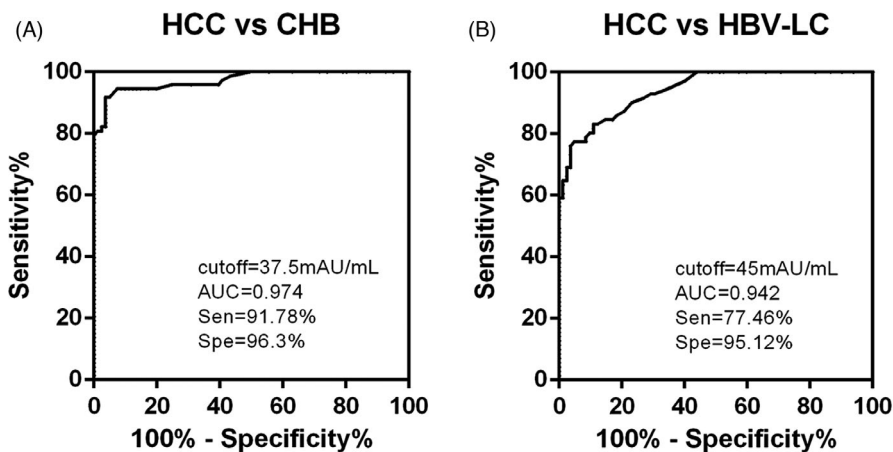 (A)
HCC vs CHB
Sensitivity%
100
80
60
40
20
0
cutoff=37.5mAU/mL
AUC=0.974
Sen=91.78%
Spe=96.3%
0 20 40 60 80 100
100% - Specificity%
(B)
HCC vs HBV-LC
Sensitivity%
100
80
60
40
20
0
cutoff=45mAU/mL
AUC=0.942
Sen=77.46%
Spe=95.12%
0 20 40 60 80 100
100% - Specificity%